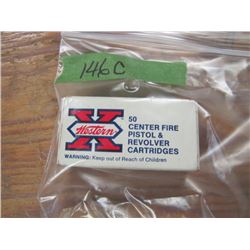 146C
Western
X
50
CENTER FIRE
PISTOL &
REVOLVER
CARTRIDGES
WARNING: Keep out of Reach of Children